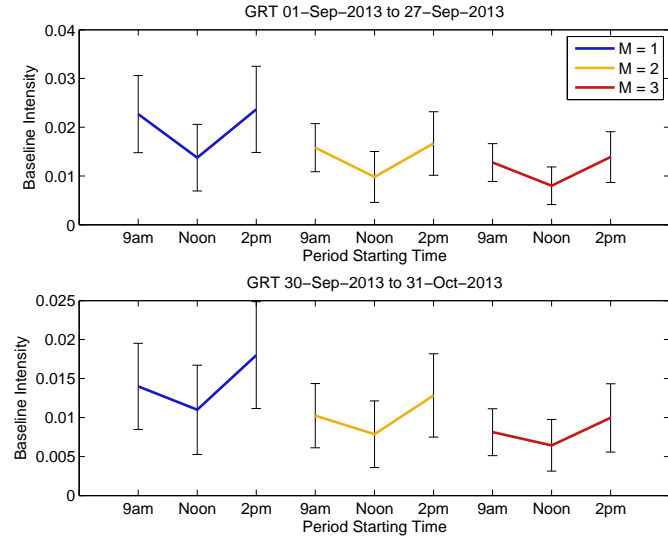 GRT 01−Sep−2013 to 27−Sep−2013
0.04
0.03
0.02
0.01
0
Baseline Intensity
M = 1
M = 2
M = 3
9am Noon 2pm 9am Noon 2pm 9am Noon 2pm
Period Starting Time
GRT 30−Sep−2013 to 31−Oct−2013
0.025
0.02
0.015
0.01
0.005
0
Baseline Intensity
9am Noon 2pm 9am Noon 2pm 9am Noon 2pm
Period Starting Time